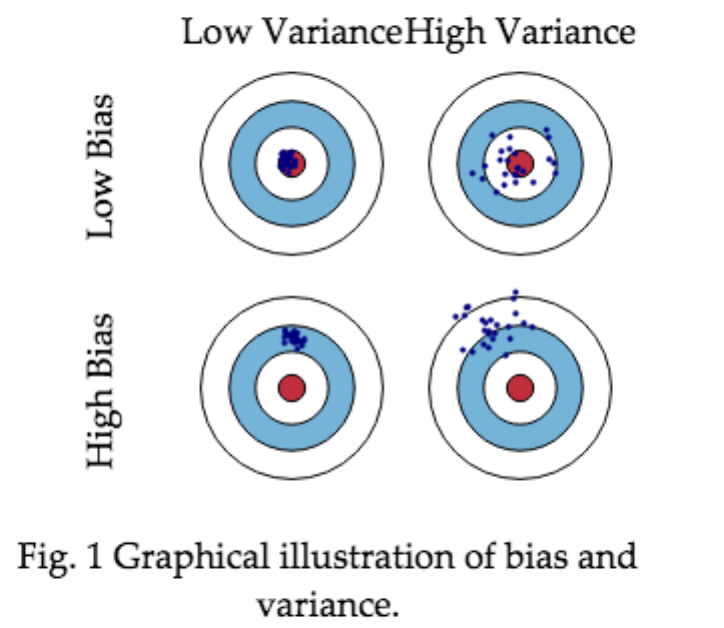 Low VarianceHigh Variance
Low Bias
High Bias
Fig. 1 Graphical illustration of bias and
variance.